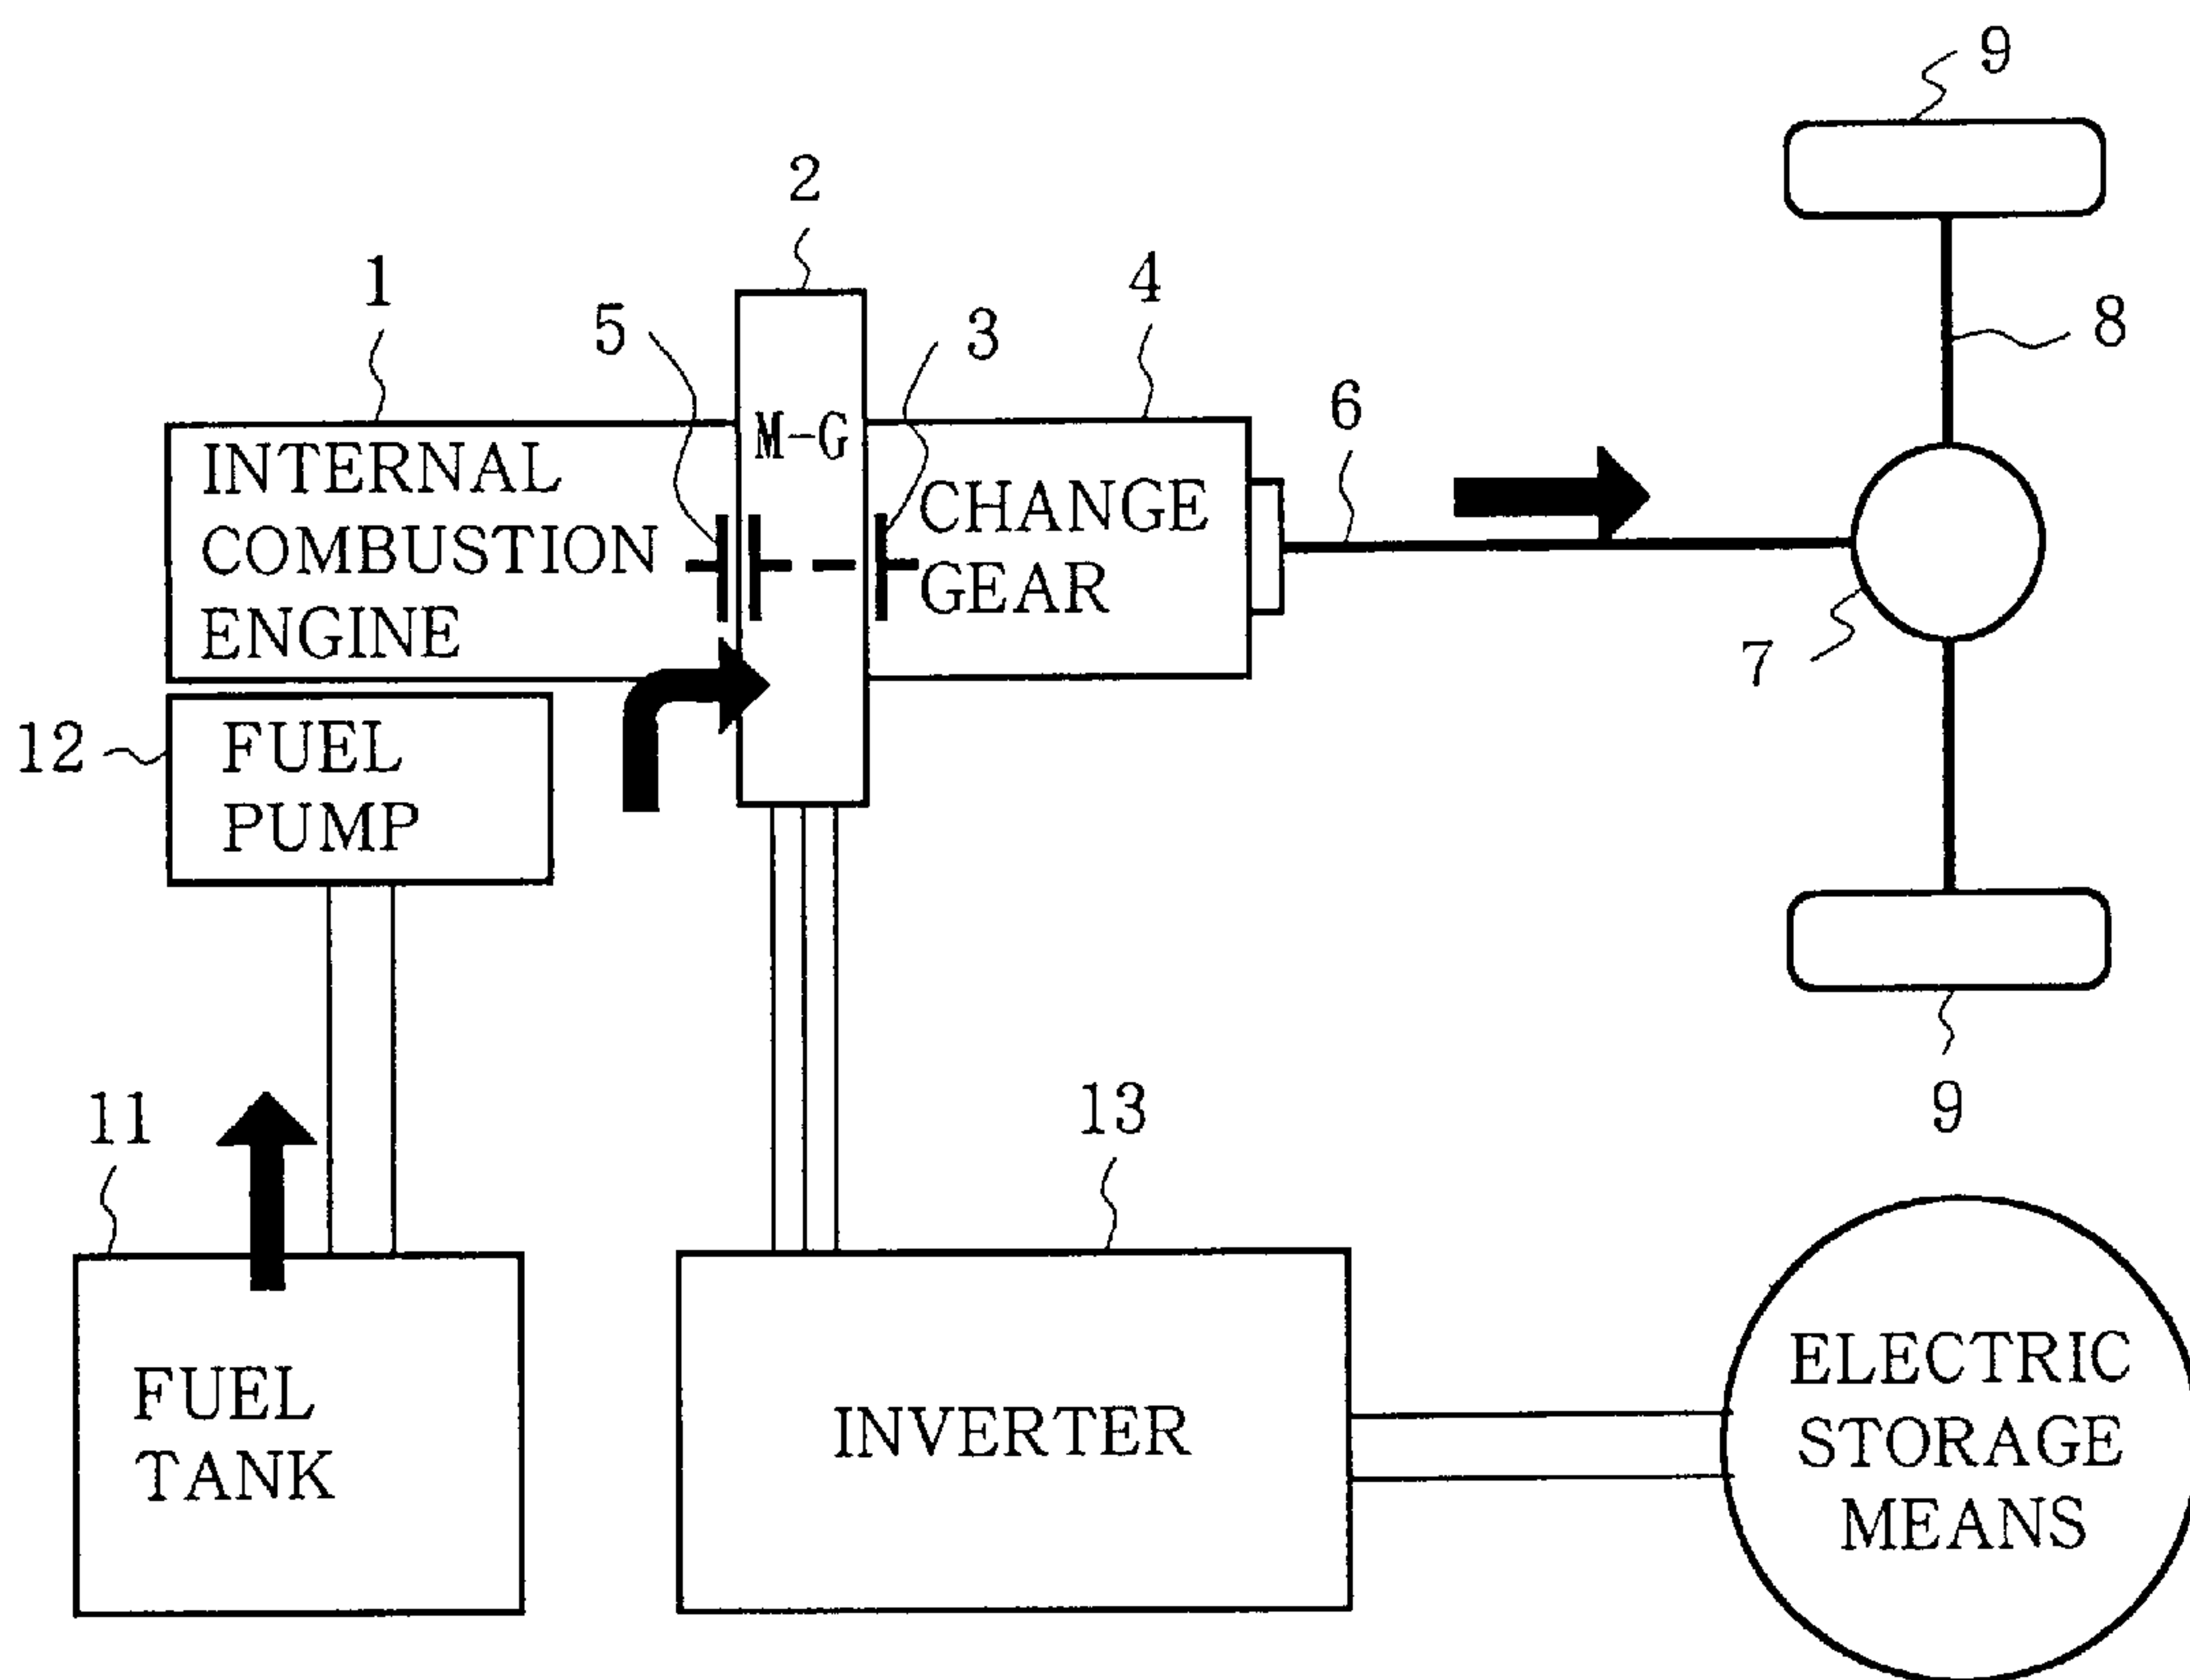 9
2
1
5
3
4
6
8
INTERNAL
COMBUSTION
ENGINE
M-G
CHANGE
GEAR
7
12
FUEL
PUMP
11
13
9
FUEL
TANK
INVERTER
ELECTRIC
STORAGE
MEANS